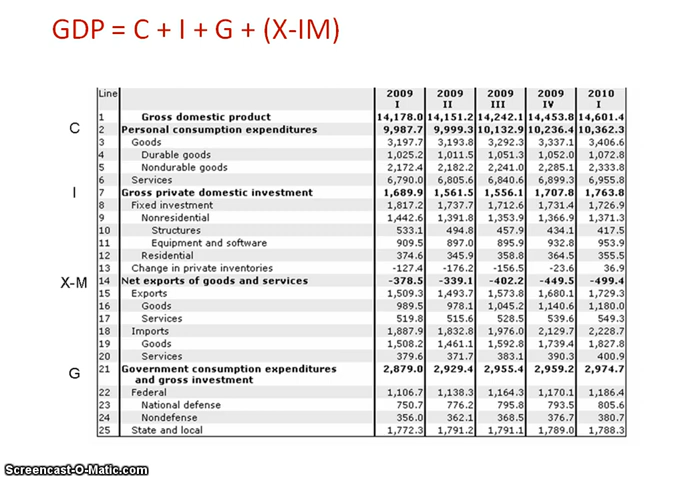 GDP = C + I + G + (X-IM)
Line 2009 I 2009 II 2009 III 2009 IV 2010 I
1 Gross domestic product 14,178.0 14,151.2 14,242.1 14,453.8 14,601.4
C 2 Personal consumption expenditures 9,987.7 9,999.3 10,132.9 10,236.4 10,362.3
3 Goods 3,197.7 3,193.8 3,292.3 3,337.1 3,406.6
4 Durable goods 1,025.2 1,011.5 1,051.3 1,052.0 1,072.8
5 Nondurable goods 2,172.4 2,182.2 2,241.0 2,285.1 2,333.8
6 Services 6,790.0 6,805.6 6,840.6 6,899.3 6,955.8
I 7 Gross private domestic investment 1,689.9 1,561.5 1,556.1 1,707.8 1,763.8
8 Fixed investment 1,817.2 1,737.7 1,712.6 1,731.4 1,726.9
9 Nonresidential 1,442.6 1,391.8 1,353.9 1,366.9 1,371.3
10 Structures 533.1 494.8 457.9 434.1 417.5
11 Equipment and software 909.5 897.0 895.9 932.8 953.9
12 Residential 374.6 345.9 358.8 364.5 355.5
13 Change in private inventories -127.4 -176.2 -156.5 -23.6 36.9
X-M 14 Net exports of goods and services -378.5 -339.1 -402.2 -449.5 -499.4
15 Exports 1,509.3 1,493.7 1,573.8 1,680.1 1,729.3
16 Goods 989.5 978.1 1,045.2 1,140.6 1,180.0
17 Services 519.8 515.6 528.5 539.6 549.3
18 Imports 1,887.9 1,832.8 1,976.0 2,129.7 2,228.7
19 Goods 1,508.2 1,461.1 1,592.8 1,739.4 1,827.8
20 Services 379.6 371.7 383.1 390.3 400.9
G 21 Government consumption expenditures 2,879.0 2,929.4 2,955.4 2,959.2 2,974.7
and gross investment
22 Federal 1,106.7 1,138.3 1,164.3 1,170.1 1,186.4
23 National defense 750.7 776.2 795.8 793.5 805.6
24 Nondefense 356.0 362.1 368.5 376.7 380.7
25 State and local 1,772.3 1,791.2 1,791.1 1,789.0 1,788.3
Screencast-O-Matic.com